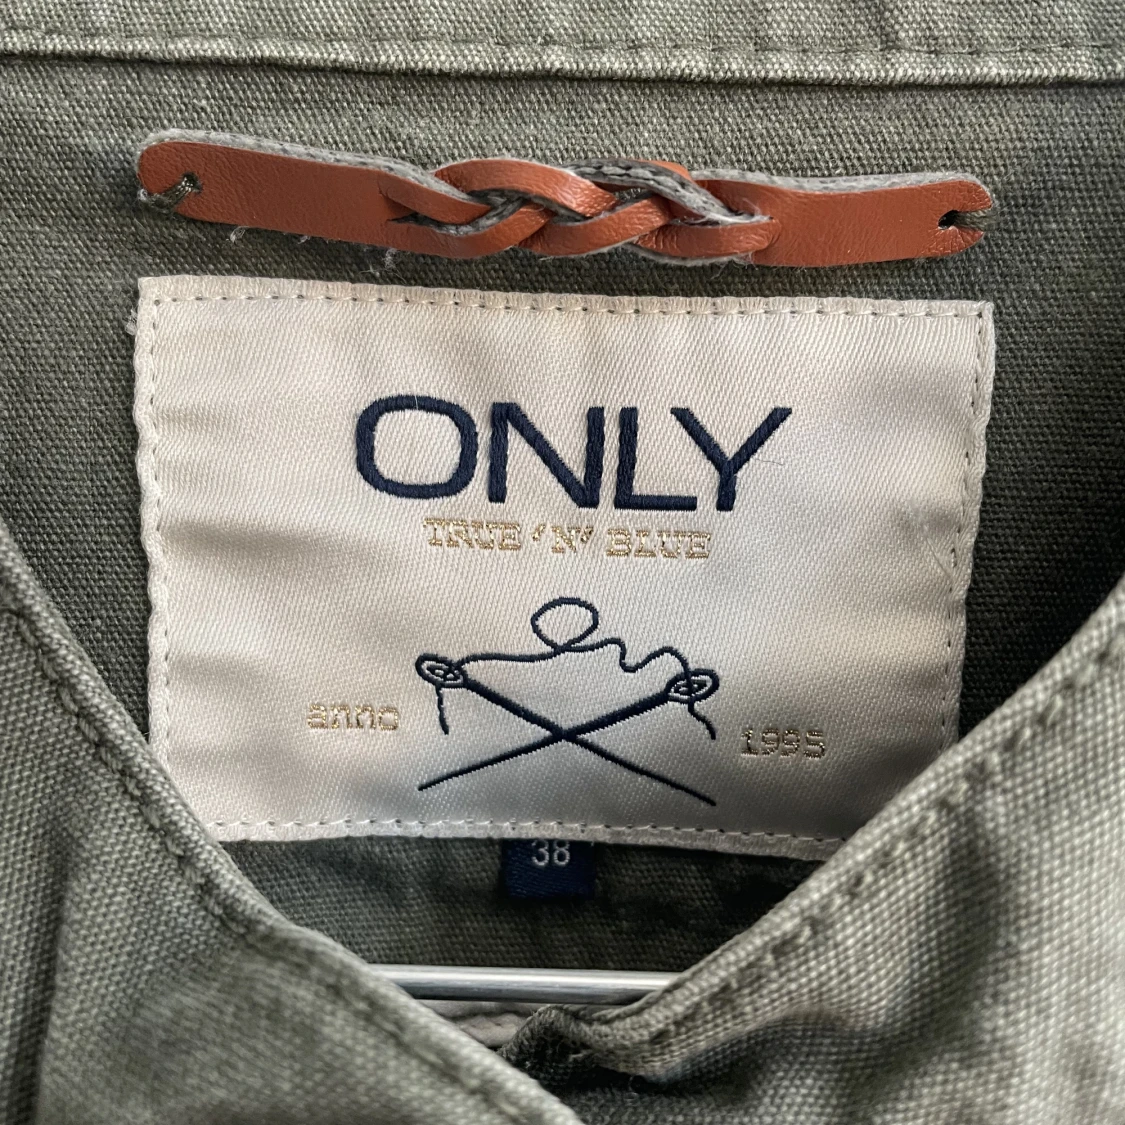 ONLY
TRUE 'N' BLUE
anno
1995
38